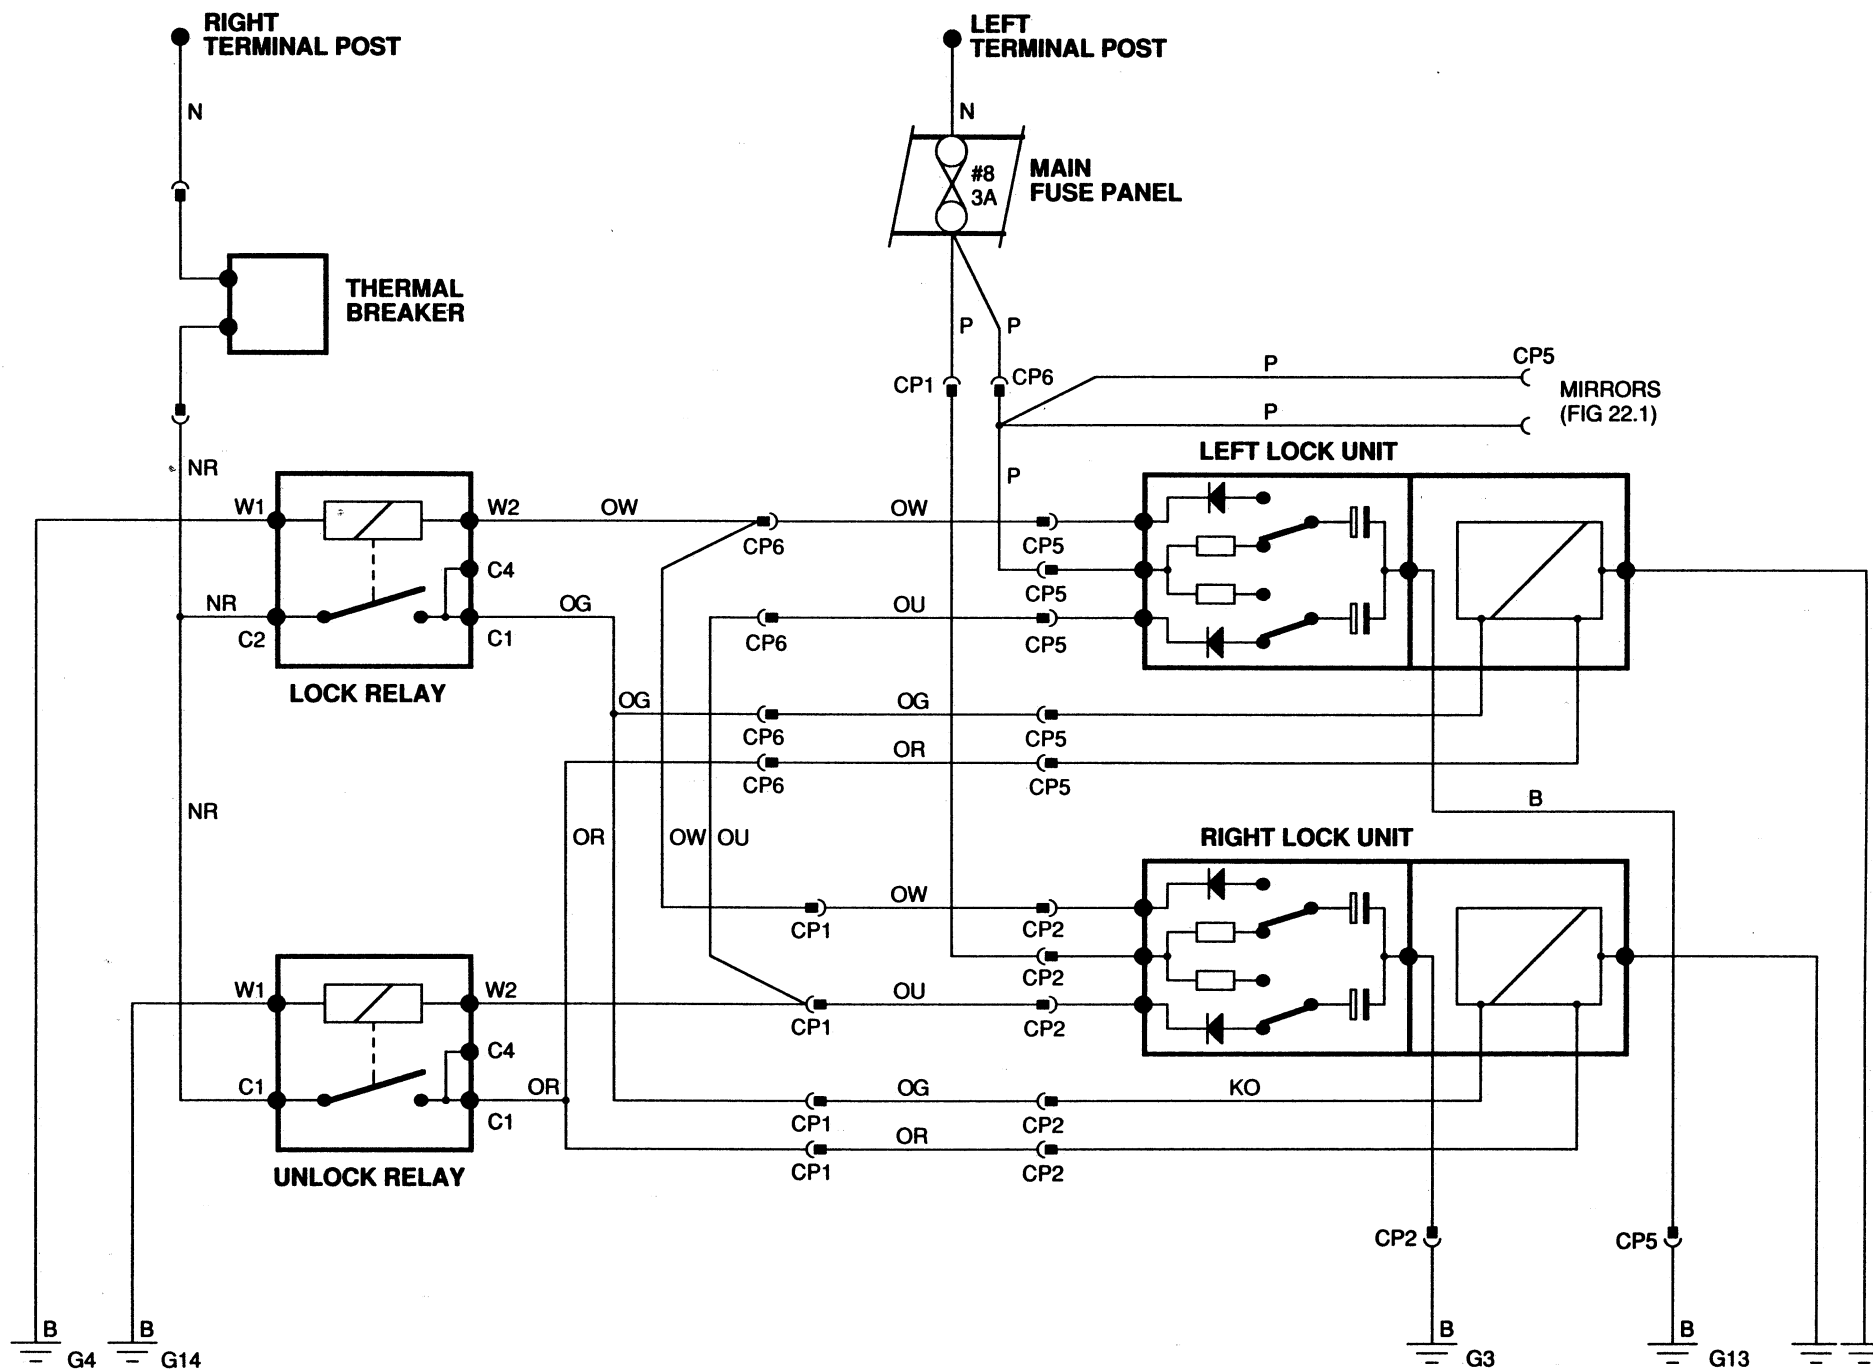 RIGHT
TERMINAL POST
LEFT
TERMINAL POST
N
N
#8
3A
MAIN
FUSE PANEL
THERMAL
BREAKER
P
P
CP1
CP6
P
CP5
MIRRORS
(FIG 22.1)
P
LEFT LOCK UNIT
NR
P
W1
W2
OW
OW
CP6
CP5
C4
CP5
NR
OG
OU
C2
C1
CP6
CP5
LOCK RELAY
OG
OG
CP6
CP5
OR
CP6
CP5
NR
B
OR
OW
OU
RIGHT LOCK UNIT
OW
CP1
CP2
CP2
W1
W2
OU
CP1
CP2
C4
C1
OR
OG
KO
C1
CP1
CP2
OR
UNLOCK RELAY
CP1
CP2
CP2
CP5
B
G4
B
G14
B
G3
B
G13